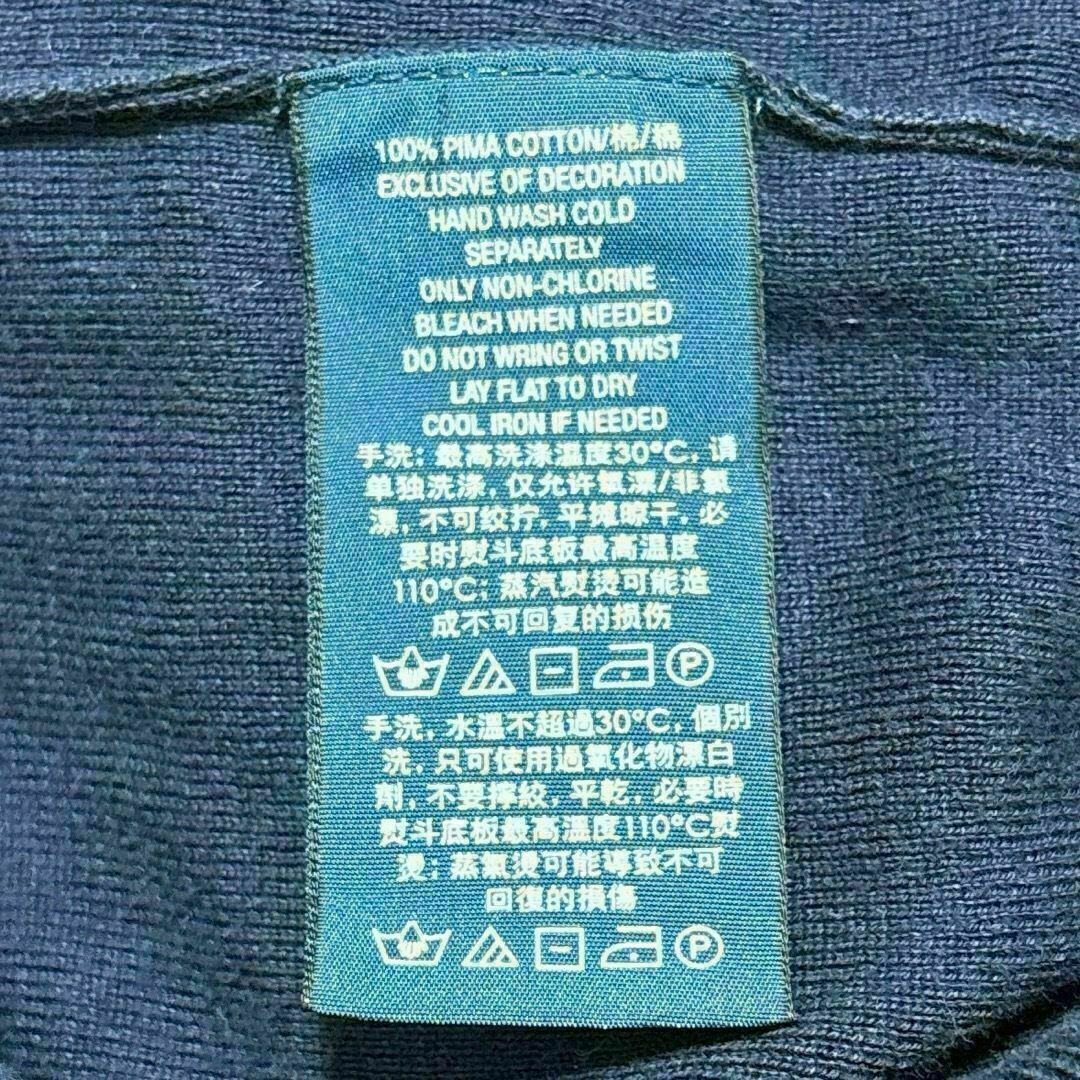 100% PIMA COTTON/棉/棉
EXCLUSIVE OF DECORATION
HAND WASH COLD
SEPARATELY
ONLY NON-CHLORINE
BLEACH WHEN NEEDED
DO NOT WRING OR TWIST
LAY FLAT TO DRY
COOL IRON IF NEEDED
手洗; 最高洗涤温度30°C, 请
单独洗涤, 仅允许氧漂/非氯
漂, 不可绞拧, 平摊晾干, 必
要时熨斗底板最高温度
110°C; 蒸汽熨烫可能造
成不可回复的损伤
P
手洗, 水溫不超過30°C, 個別
洗, 只可使用過氧化物漂白
劑, 不要擰絞, 平乾, 必要時
熨斗底板最高溫度110°C熨
燙; 蒸氣燙可能導致不可
回復的損傷
P